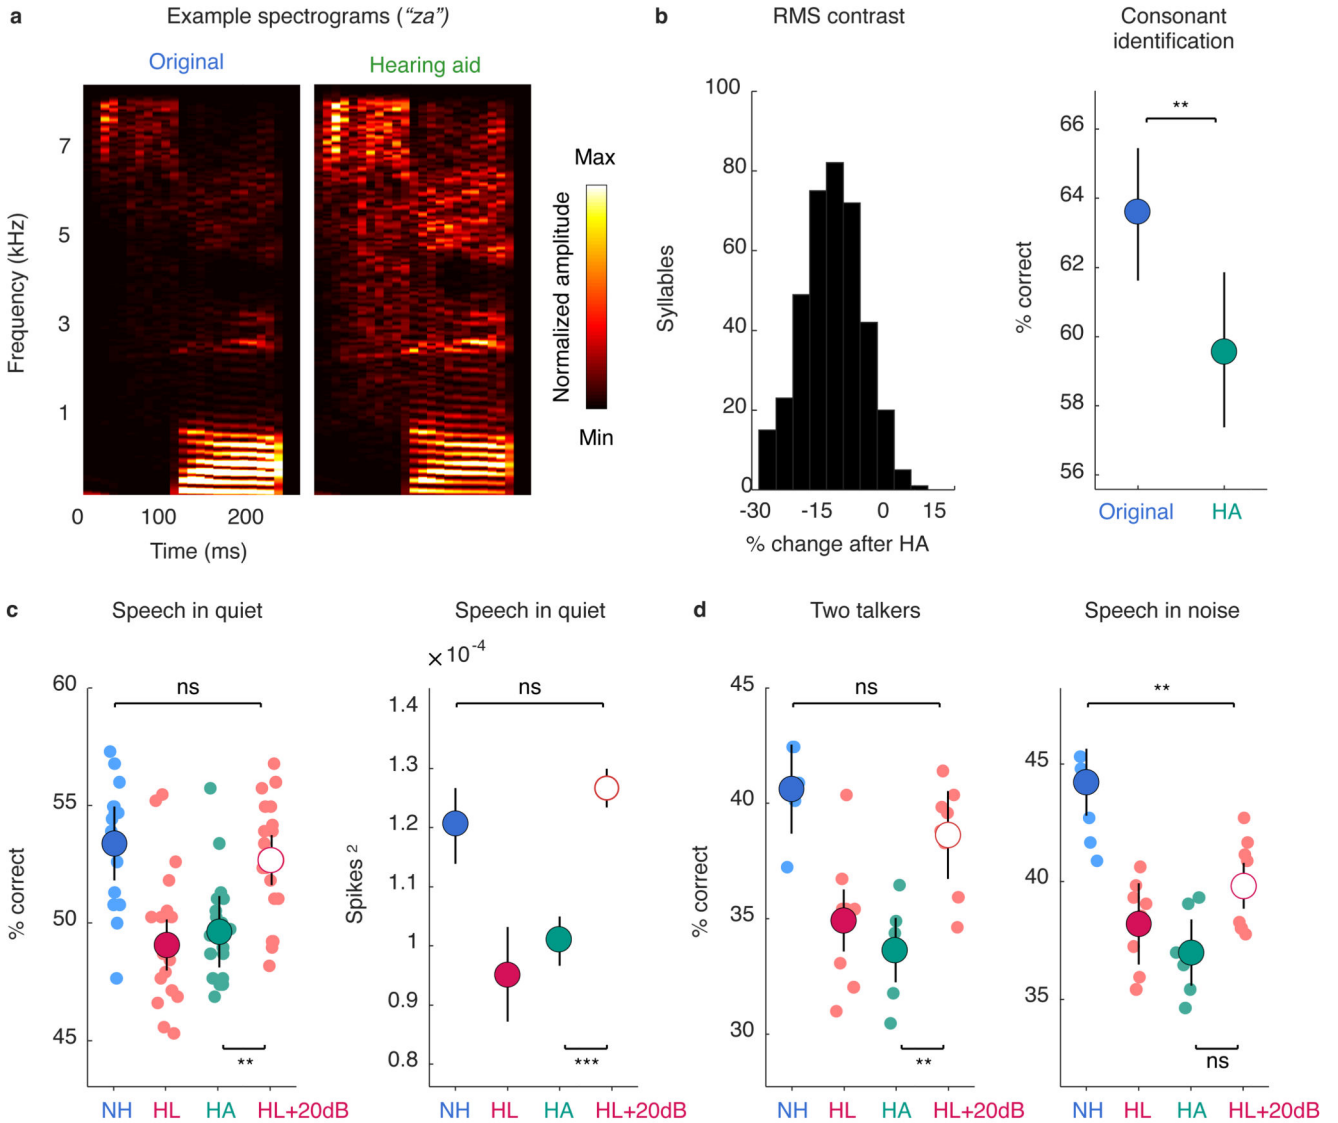 a
Example spectrograms (“za”)
Original
Hearing aid
Frequency (kHz)
7
5
3
1
0
100
200
Time (ms)
Max
Normalized amplitude
Min
b
RMS contrast
Syllables
100
80
60
40
20
0
-30
-15
0
15
% change after HA
Consonant
identification
**
% correct
66
64
62
60
58
56
Original
HA
c
Speech in quiet
% correct
60
55
50
45
ns
**
NH
HL
HA
HL+20dB
Speech in quiet
×10-4
Spikes 2
1.4
1.3
1.2
1.1
1
0.9
0.8
ns
***
NH
HL
HA
HL+20dB
d
Two talkers
% correct
45
40
35
30
ns
**
NH
HL
HA
HL+20dB
Speech in noise
45
40
35
**
ns
NH
HL
HA
HL+20dB